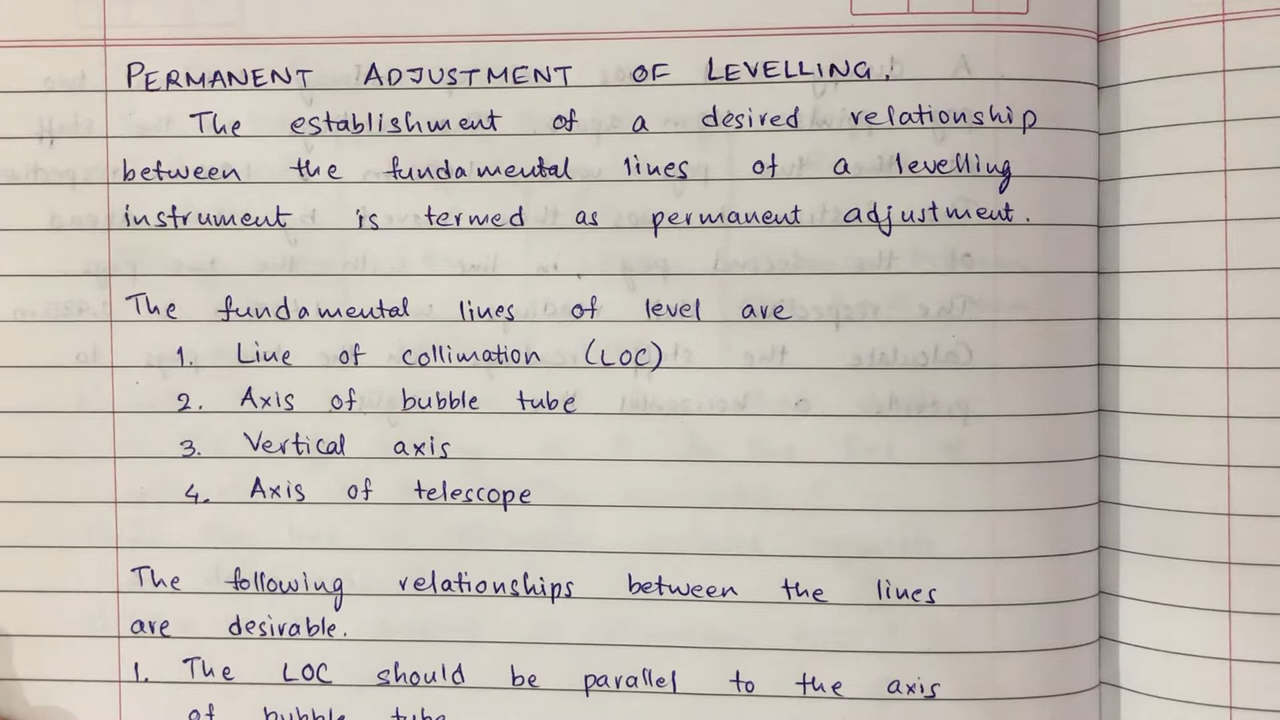 PERMANENT ADJUSTMENT OF LEVELLING.
The establishment of a desired relationship
between the fundamental lines of a levelling
instrument is termed as permanent adjustment.
The fundamental lines of level are
1. Line of collimation (LOC)
2. Axis of bubble tube
3. Vertical axis
4. Axis of telescope
The following relationships between the lines
are desirable.
1. The LOC should be parallel to the axis
of bubble tube